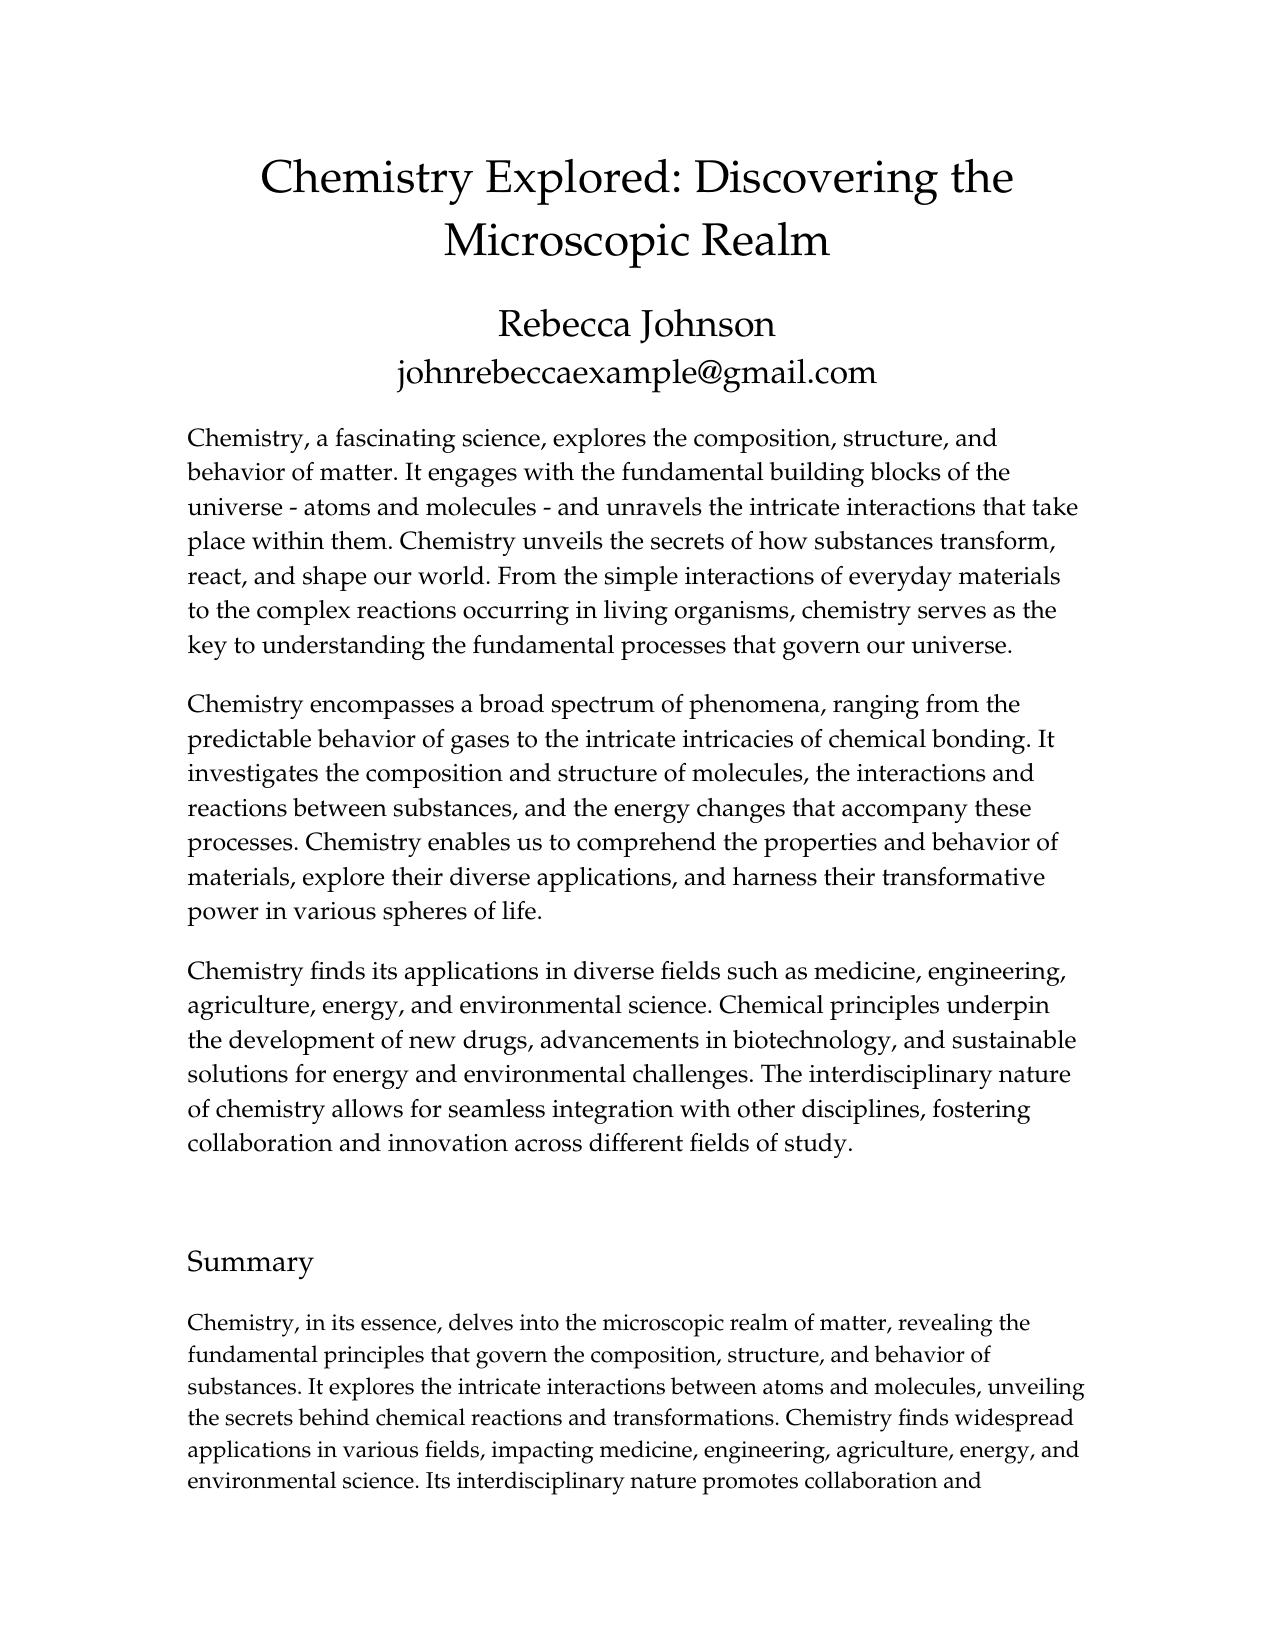 Chemistry Explored: Discovering the
Microscopic Realm
Rebecca Johnson
johnrebeccaexample@gmail.com
Chemistry, a fascinating science, explores the composition, structure, and
behavior of matter. It engages with the fundamental building blocks of the
universe - atoms and molecules - and unravels the intricate interactions that take
place within them. Chemistry unveils the secrets of how substances transform,
react, and shape our world. From the simple interactions of everyday materials
to the complex reactions occurring in living organisms, chemistry serves as the
key to understanding the fundamental processes that govern our universe.
Chemistry encompasses a broad spectrum of phenomena, ranging from the
predictable behavior of gases to the intricate intricacies of chemical bonding. It
investigates the composition and structure of molecules, the interactions and
reactions between substances, and the energy changes that accompany these
processes. Chemistry enables us to comprehend the properties and behavior of
materials, explore their diverse applications, and harness their transformative
power in various spheres of life.
Chemistry finds its applications in diverse fields such as medicine, engineering,
agriculture, energy, and environmental science. Chemical principles underpin
the development of new drugs, advancements in biotechnology, and sustainable
solutions for energy and environmental challenges. The interdisciplinary nature
of chemistry allows for seamless integration with other disciplines, fostering
collaboration and innovation across different fields of study.
Summary
Chemistry, in its essence, delves into the microscopic realm of matter, revealing the
fundamental principles that govern the composition, structure, and behavior of
substances. It explores the intricate interactions between atoms and molecules, unveiling
the secrets behind chemical reactions and transformations. Chemistry finds widespread
applications in various fields, impacting medicine, engineering, agriculture, energy, and
environmental science. Its interdisciplinary nature promotes collaboration and